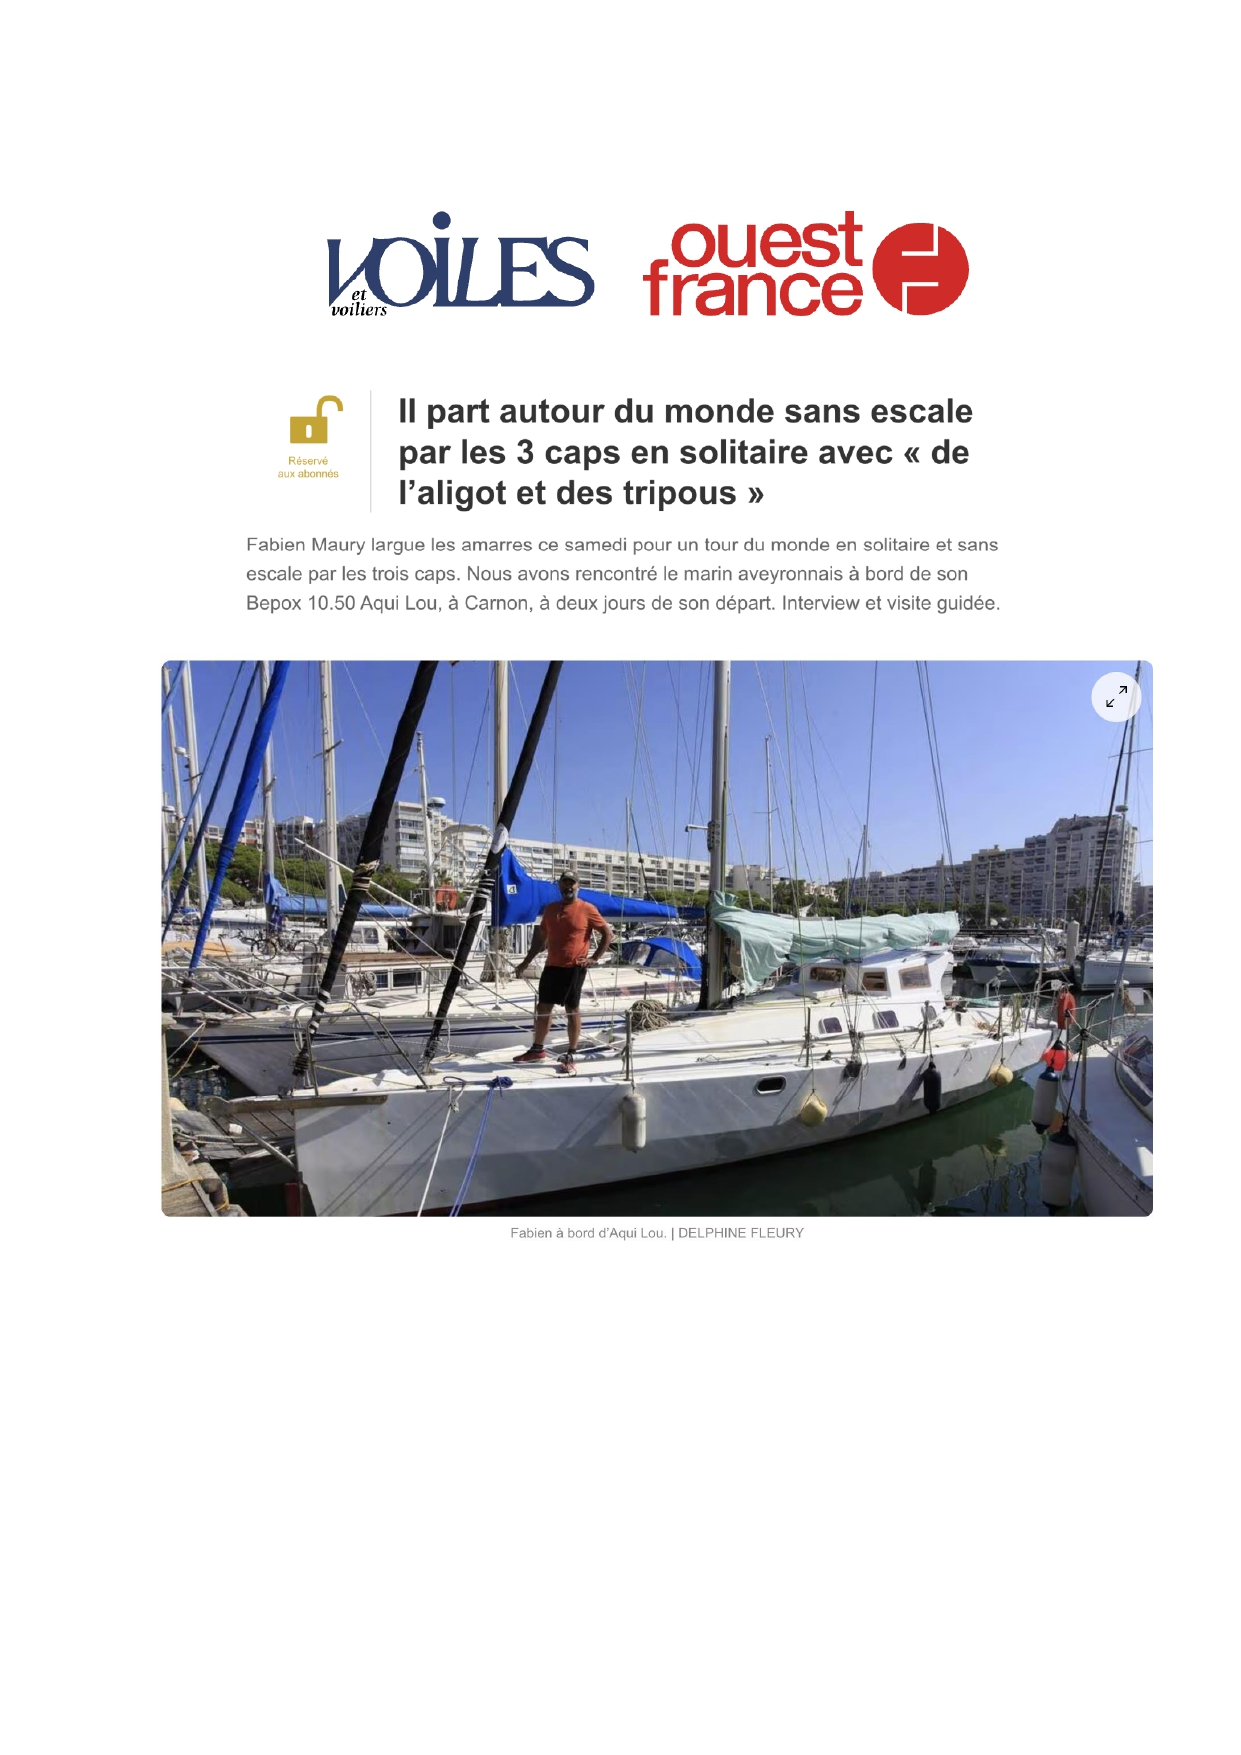 VOiLES
et
voiliers
ouest
france
Il part autour du monde sans escale
par les 3 caps en solitaire avec « de
l’aligot et des tripous »
Réservé
aux abonnés
Fabien Maury largue les amarres ce samedi pour un tour du monde en solitaire et sans
escale par les trois caps. Nous avons rencontré le marin aveyronnais à bord de son
Bepox 10.50 Aqui Lou, à Carnon, à deux jours de son départ. Interview et visite guidée.
Fabien à bord d’Aqui Lou. | DELPHINE FLEURY